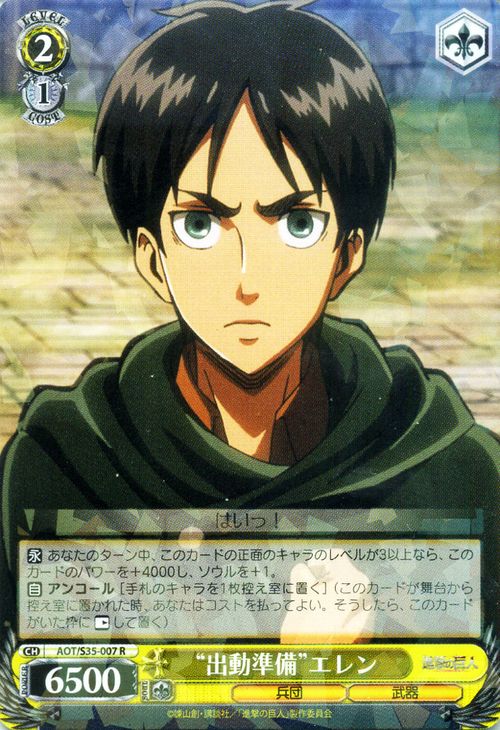 LEVEL
2
1
COST
はいっ!
永 あなたのターン中、このカードの正面のキャラのレベルが3以上なら、この
カードのパワーを+4000し、ソウルを+1。
自 アンコール [手札のキャラを1枚控え室に置く](このカードが舞台から
控え室に置かれた時、あなたはコストを払ってよい。そうしたら、このカード
がいた枠に 置く)
CH AOT/S35-007 R
“出動準備”エレン
進撃の巨人
POWER
6500
SOUL
兵団
武器
©諫山創・講談社/「進撃の巨人」製作委員会